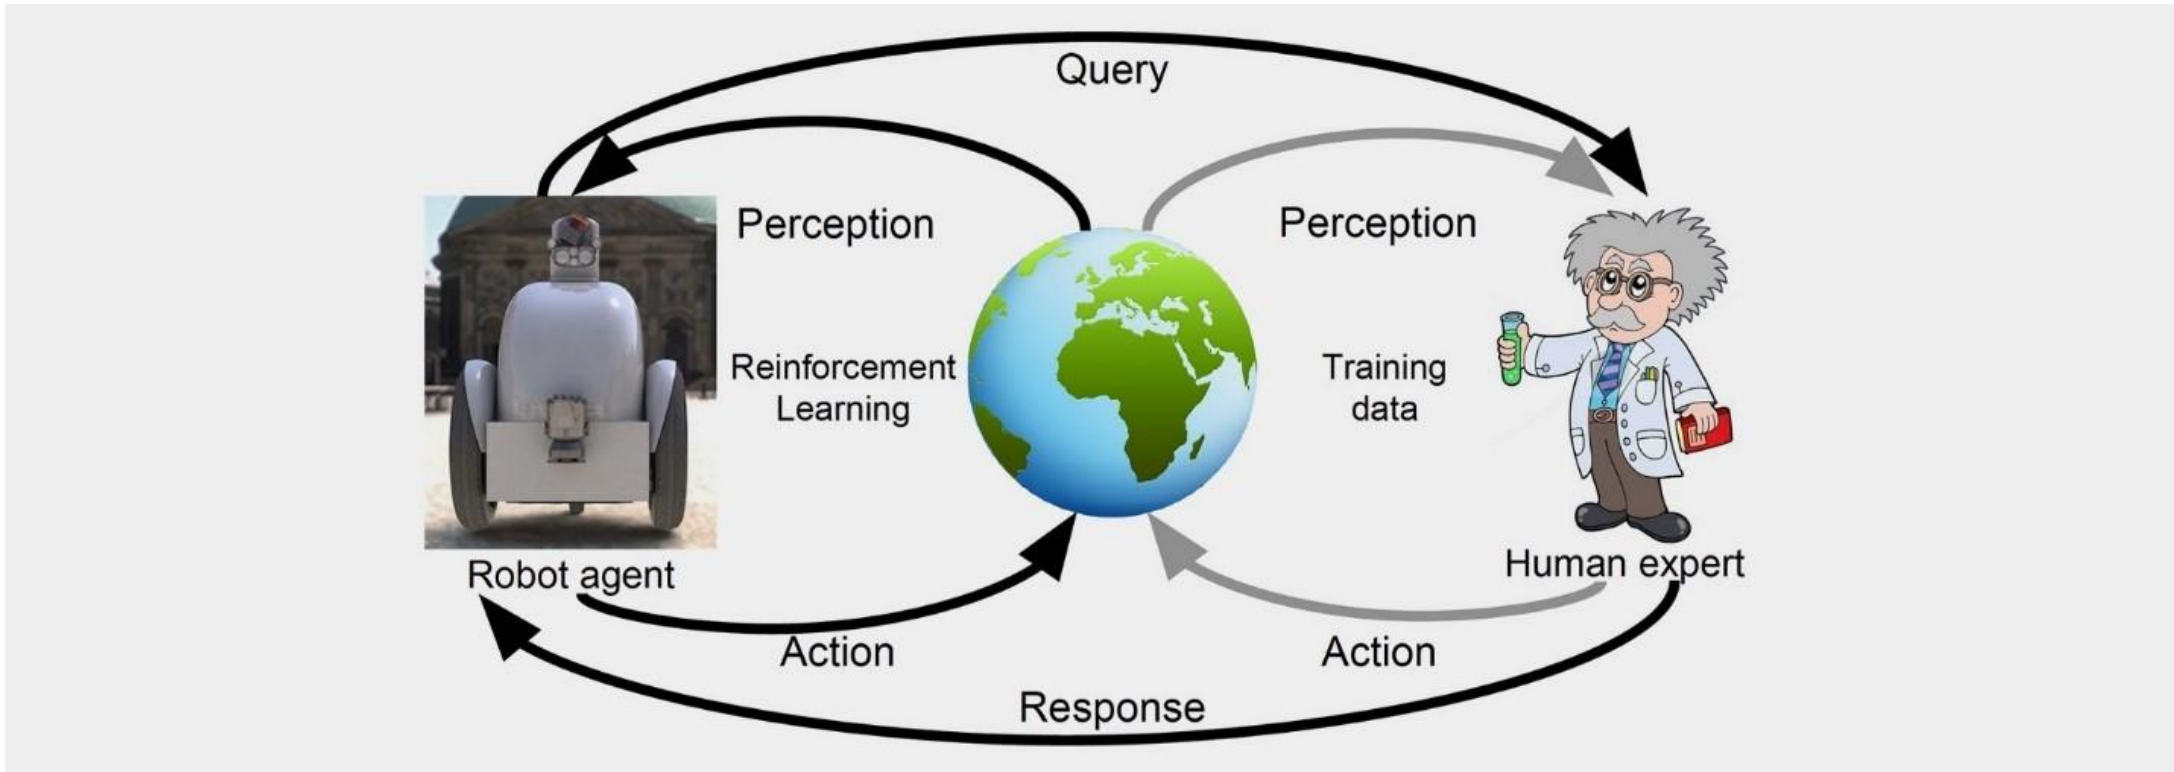 Query
Perception
Perception
Reinforcement
Learning
Training
data
Robot agent
Human expert
Action
Action
Response